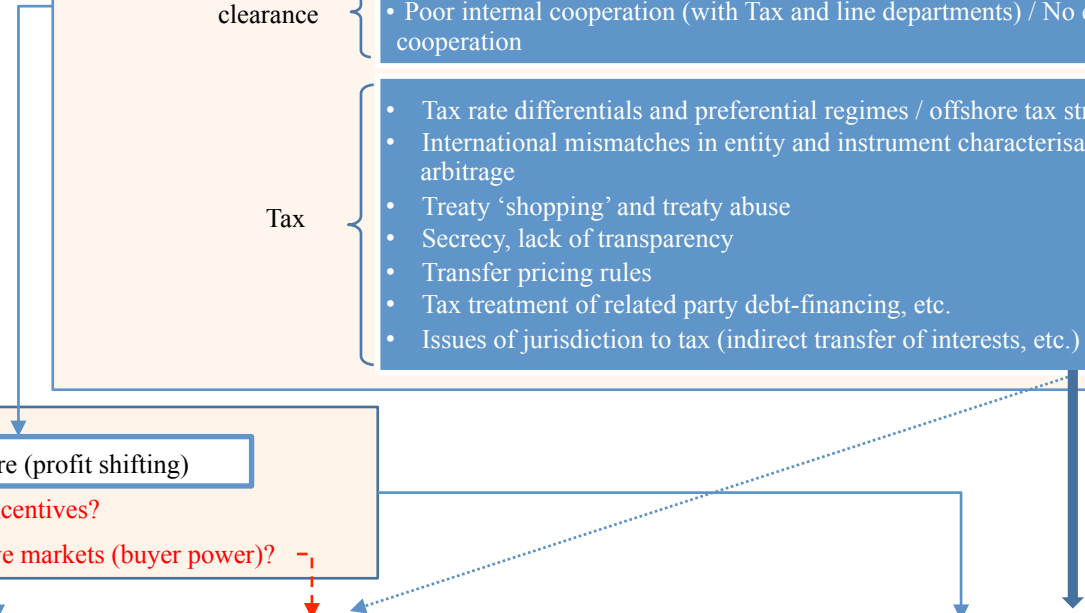 clearance
• Poor internal cooperation (with Tax and line departments) / No
cooperation
Tax
• Tax rate differentials and preferential regimes / offshore tax
• International mismatches in entity and instrument
arbitrage
• Treaty ‘shopping’ and treaty abuse
• Secrecy, lack of transparency
• Transfer pricing rules
• Tax treatment of related party debt-financing, etc.
• Issues of jurisdiction to tax (indirect transfer of interests, etc.)
(profit shifting)
markets (buyer power)?